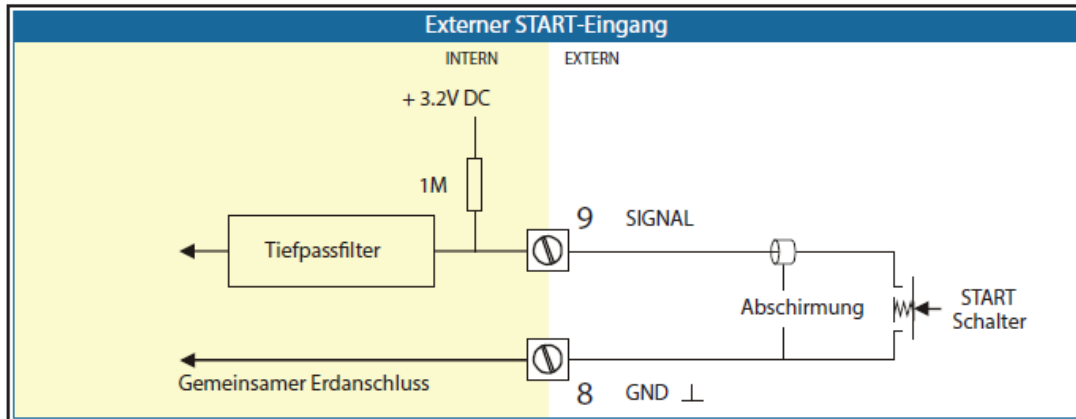 Externer START-Eingang
INTERN EXTERN
+ 3.2V DC
1M
9 SIGNAL
Tiefpassfilter
Abschirmung
START
Schalter
Gemeinsamer Erdanschluss
8 GND ⊥